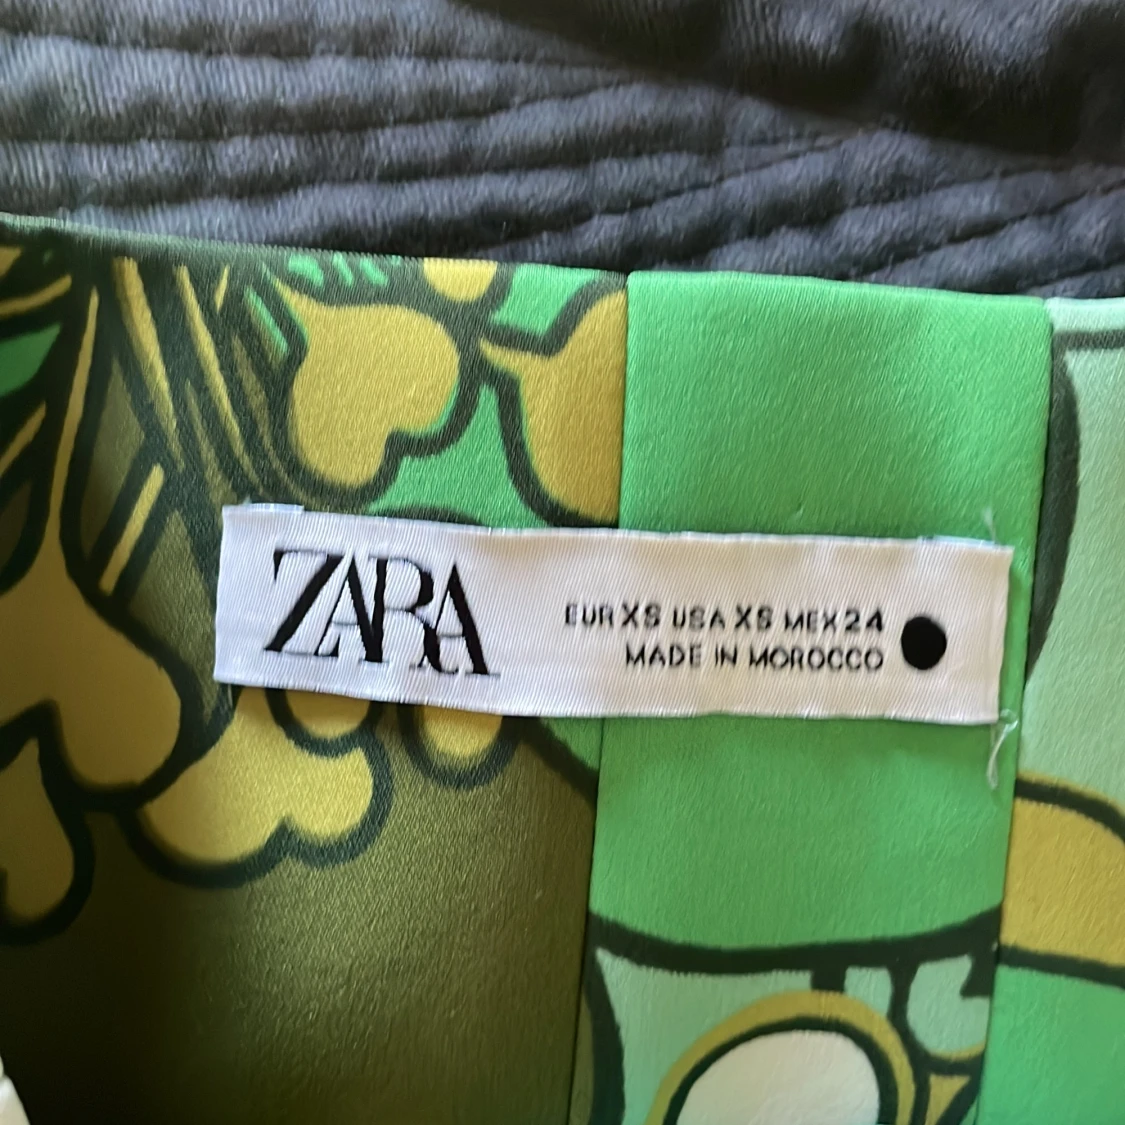 ZARA
EUR XS USA XS MEX 24
MADE IN MOROCCO